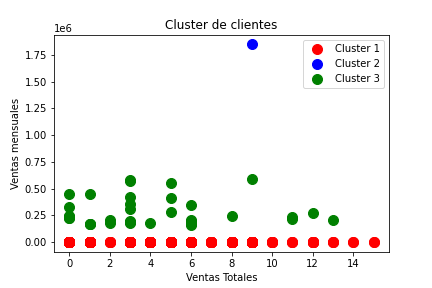 Cluster de clientes
1e6
Cluster 1
Cluster 2
Cluster 3
1.75
1.50
1.25
1.00
0.75
0.50
0.25
0.00
Ventas mensuales
0 2 4 6 8 10 12 14
Ventas Totales